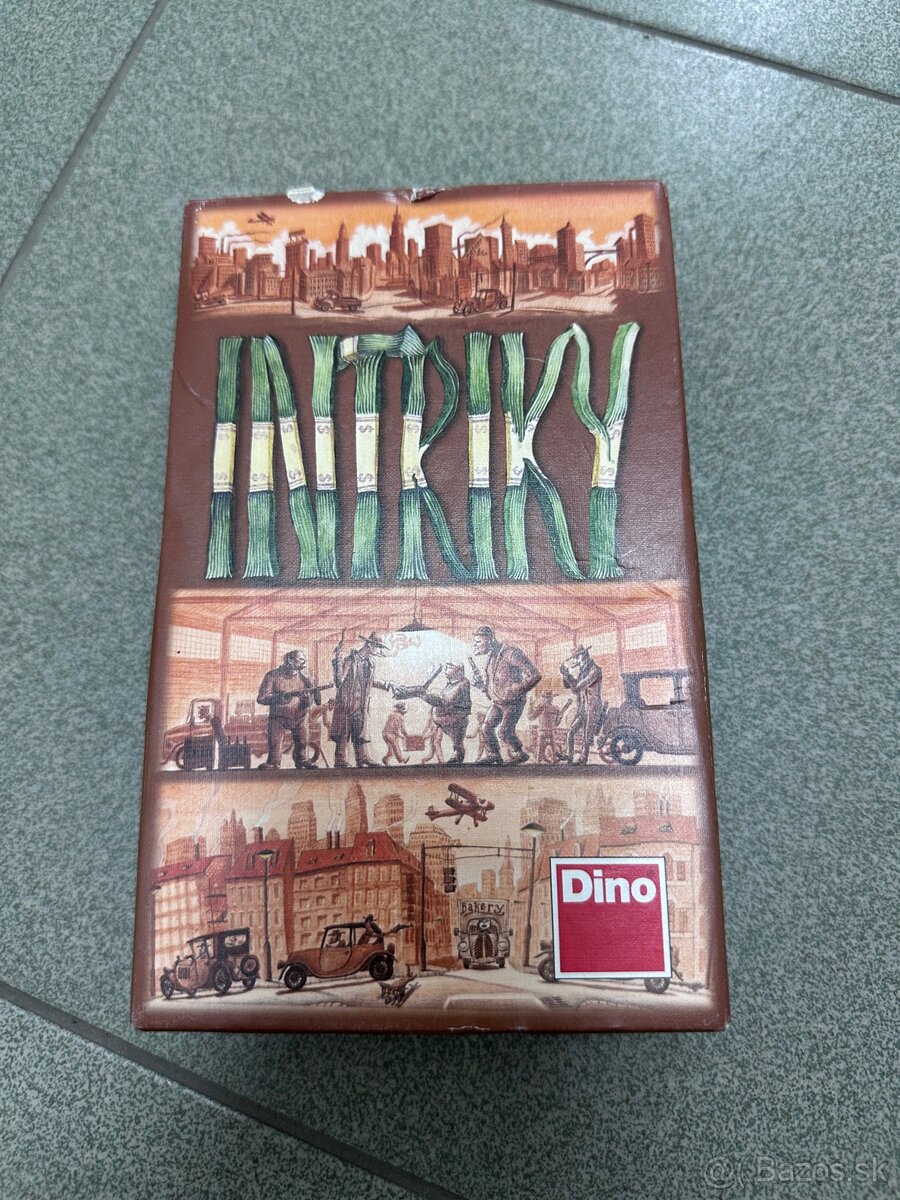 INTRIKY
Bakery
Dino
@( Bazos.sk